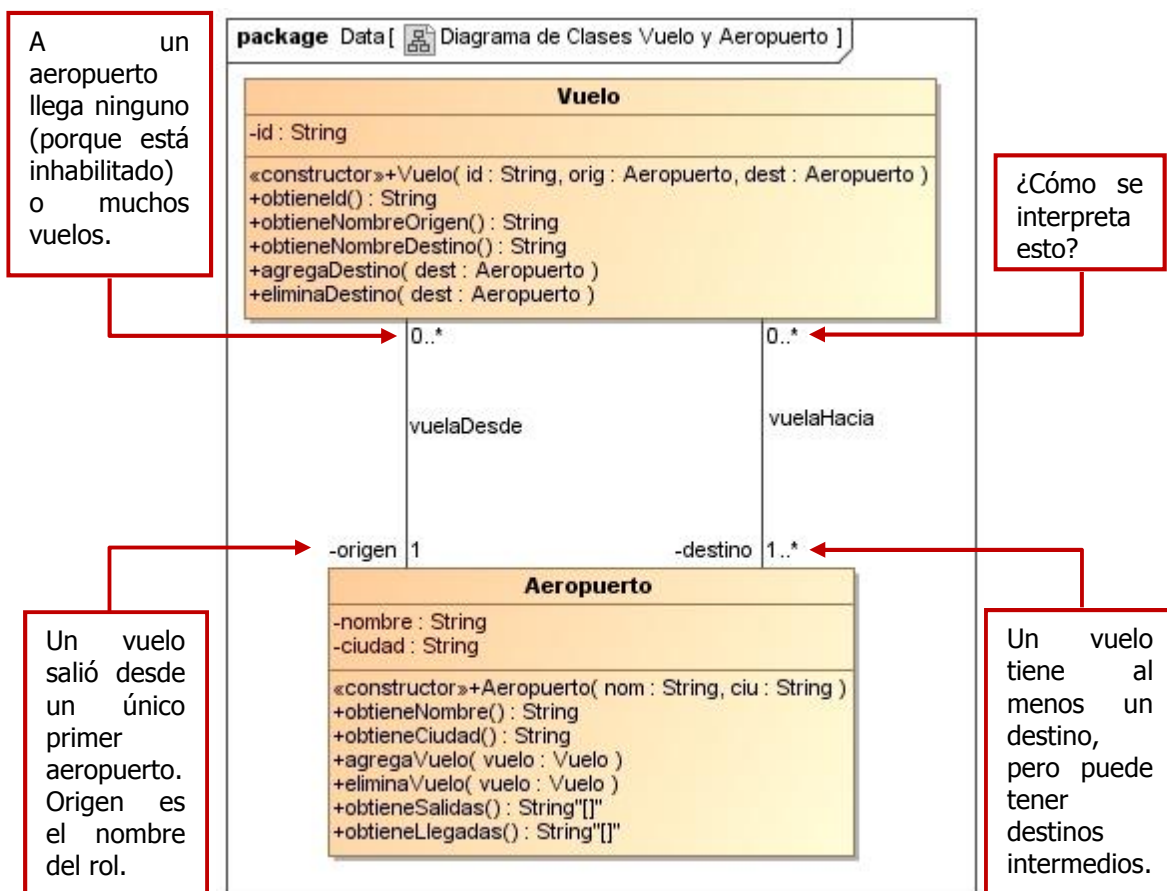 A un
aeropuerto
llega ninguno
(porque está
inhabilitado)
o muchos
vuelos.
package Data [ Diagrama de Clases Vuelo y Aeropuerto ]
Vuelo
-id : String
«constructor»+Vuelo( id : String, orig : Aeropuerto, dest : Aeropuerto )
+obtieneId() : String
+obtieneNombreOrigen() : String
+obtieneNombreDestino() : String
+agregaDestino( dest : Aeropuerto )
+eliminaDestino( dest : Aeropuerto )
¿Cómo se
interpreta
esto?
0..*
0..*
vuelaDesde
vuelaHacia
-origen 1
-destino 1..*
Aeropuerto
-nombre : String
-ciudad : String
«constructor»+Aeropuerto( nom : String, ciu : String )
+obtieneNombre() : String
+obtieneCiudad() : String
+agregaVuelo( vuelo : Vuelo )
+eliminaVuelo( vuelo : Vuelo )
+obtieneSalidas() : String"[]"
+obtieneLlegadas() : String"[]"
Un vuelo
salió desde
un único
primer
aeropuerto.
Origen es
el nombre
del rol.
Un vuelo
tiene al
menos un
destino,
pero puede
tener
destinos
intermedios.